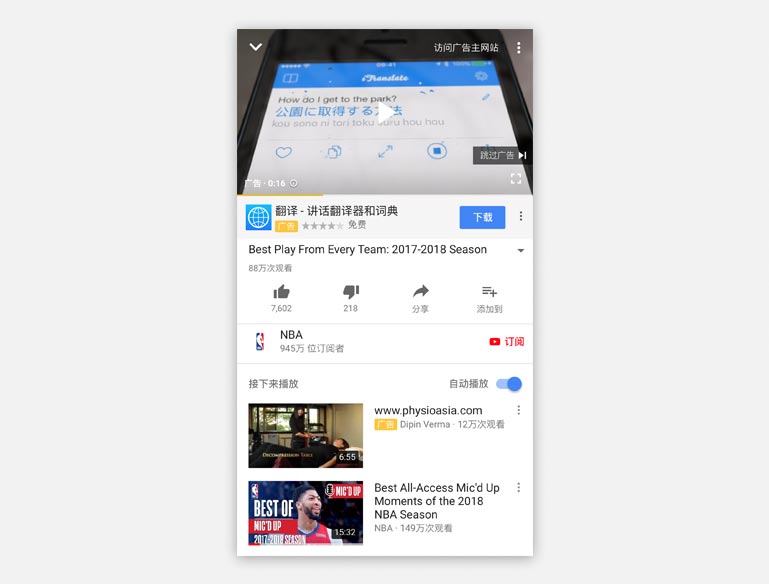 访问广告主网站
08:41
100%
iTranslate
How do I get to the park?
公園に取得する方法
kou sono ni tori toku suru hou hou
跳过广告
广告 · 0:16
翻译 - 讲话翻译器和词典
下载
广告
免费
Best Play From Every Team: 2017-2018 Season
88万次观看
7,602
218
分享
添加到
NBA
945万 位订阅者
订阅
接下来播放
自动播放
www.physioasia.com
广告 Dipin Verma · 12万次观看
DECOMPRESSION TABLE
6:55
Best All-Access Mic'd Up
Moments of the 2018
NBA Season
NBA · 149万次观看
MIC'D UP
BEST OF
MIC'D UP
2017-2018 SEASON
15:32